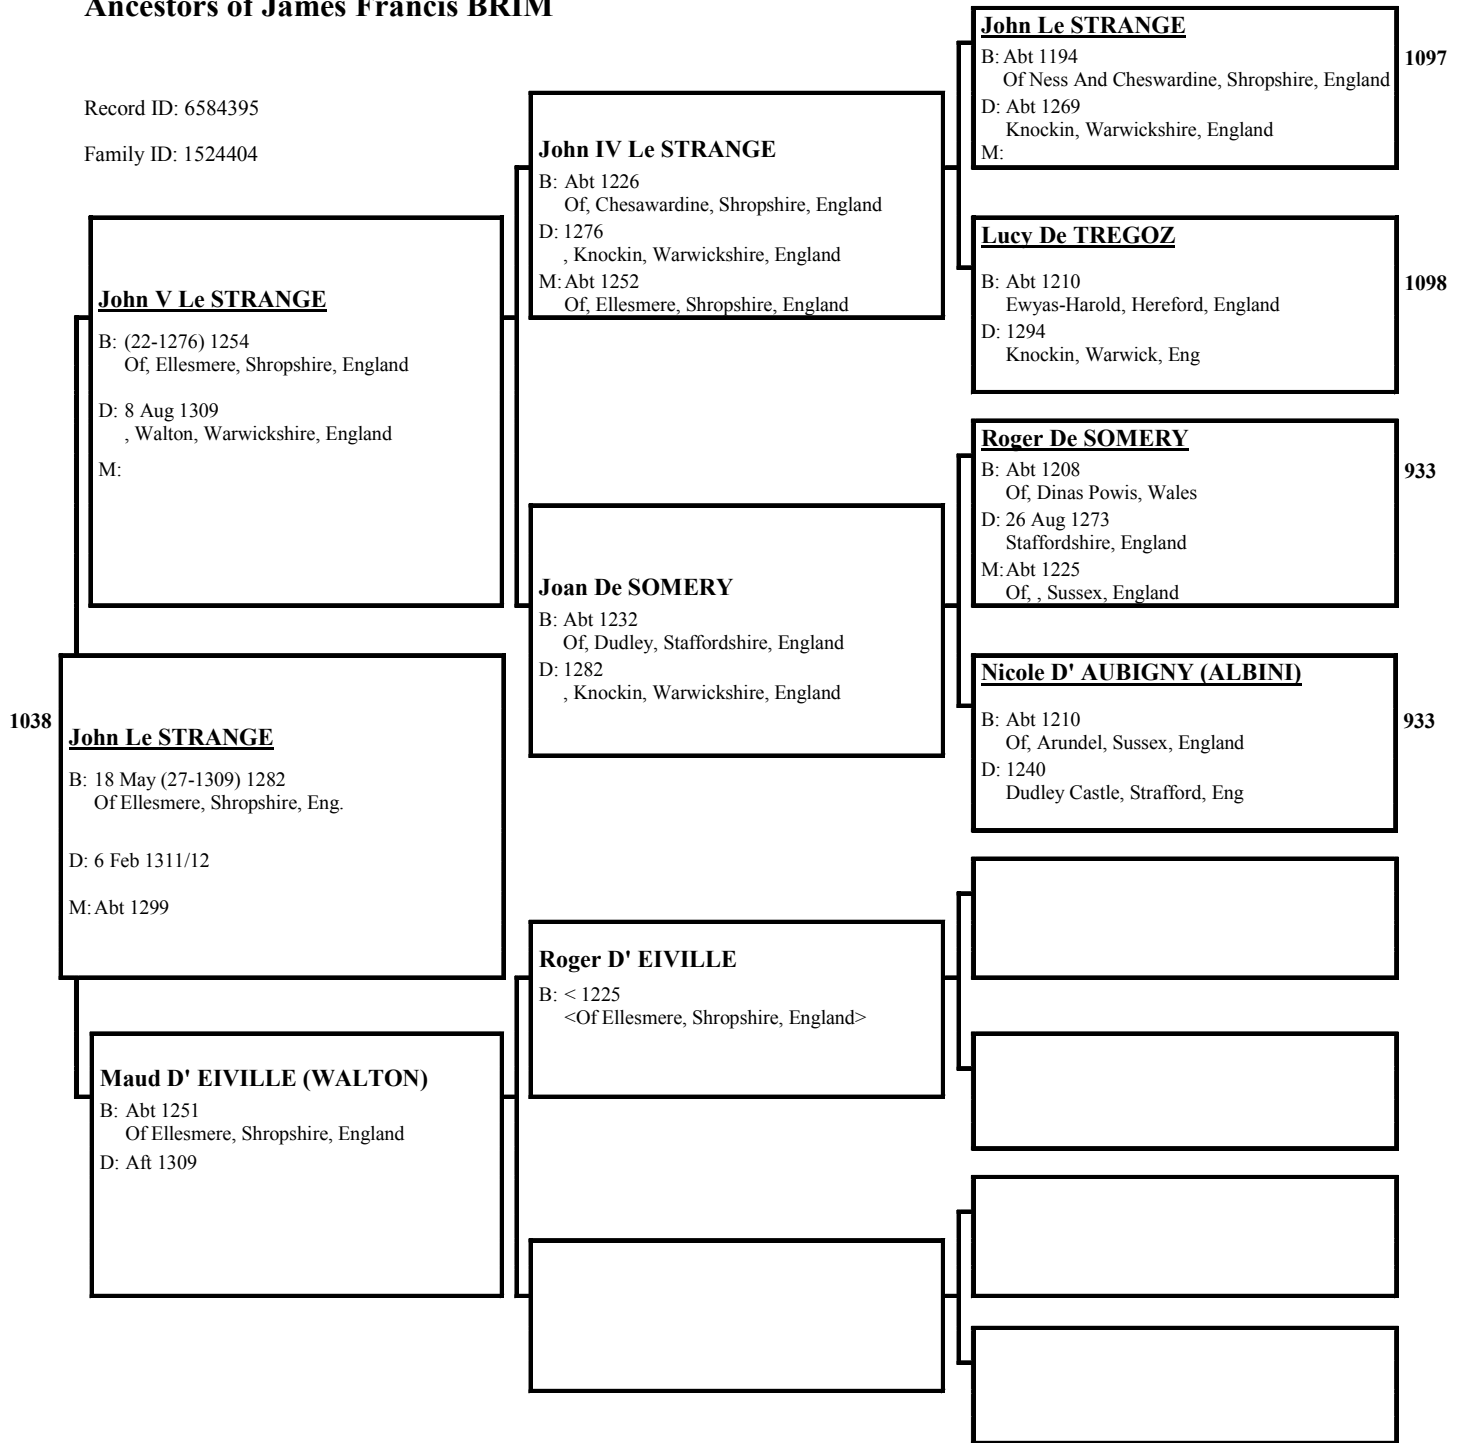 Ancestors of James Francis BRIM
Record ID: 6584395
Family ID: 1524404
John V Le STRANGE
B: (22-1276) 1254
Of, Ellesmere, Shropshire, England
D: 8 Aug 1309
, Walton, Warwickshire, England
M:
1038
John Le STRANGE
B: 18 May (27-1309) 1282
Of Ellesmere, Shropshire, Eng.
D: 6 Feb 1311/12
M: Abt 1299
Maud D' EIVILLE (WALTON)
B: Abt 1251
Of Ellesmere, Shropshire, England
D: Aft 1309
John IV Le STRANGE
B: Abt 1226
Of, Chesawardine, Shropshire, England
D: 1276
, Knockin, Warwickshire, England
M: Abt 1252
Of, Ellesmere, Shropshire, England
Joan De SOMERY
B: Abt 1232
Of, Dudley, Staffordshire, England
D: 1282
, Knockin, Warwickshire, England
Roger D' EIVILLE
B: < 1225
<Of Ellesmere, Shropshire, England>
John Le STRANGE
B: Abt 1194
Of Ness And Cheswardine, Shropshire, England
D: Abt 1269
Knockin, Warwickshire, England
M:
1097
Lucy De TREGOZ
B: Abt 1210
Ewyas-Harold, Hereford, England
D: 1294
Knockin, Warwick, Eng
1098
Roger De SOMERY
B: Abt 1208
Of, Dinas Powis, Wales
D: 26 Aug 1273
Staffordshire, England
M: Abt 1225
Of, , Sussex, England
933
Nicole D' AUBIGNY (ALBINI)
B: Abt 1210
Of, Arundel, Sussex, England
D: 1240
Dudley Castle, Strafford, Eng
933